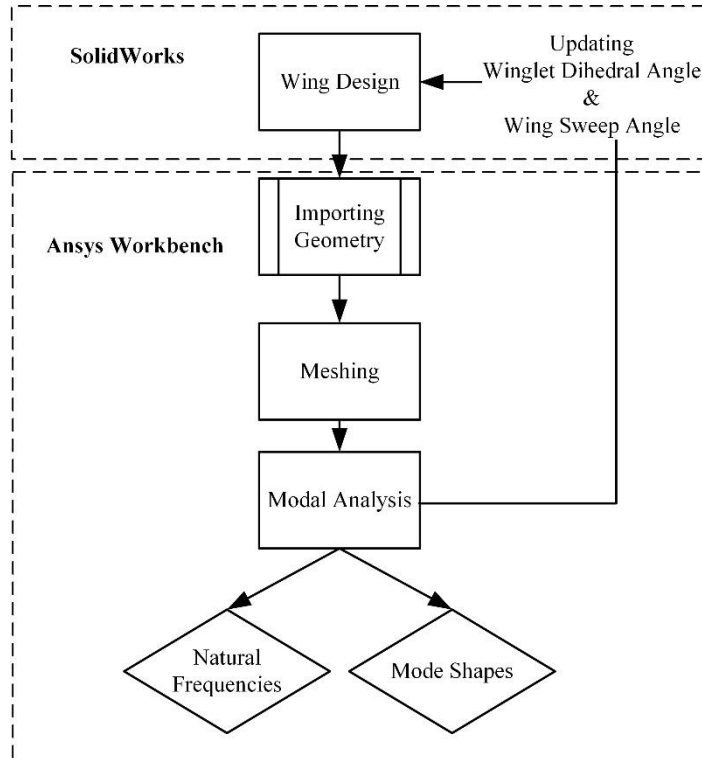 SolidWorks
Wing Design
Updating
Winglet Dihedral Angle
&
Wing Sweep Angle
Ansys Workbench
Importing
Geometry
Meshing
Modal Analysis
Natural
Frequencies
Mode Shapes